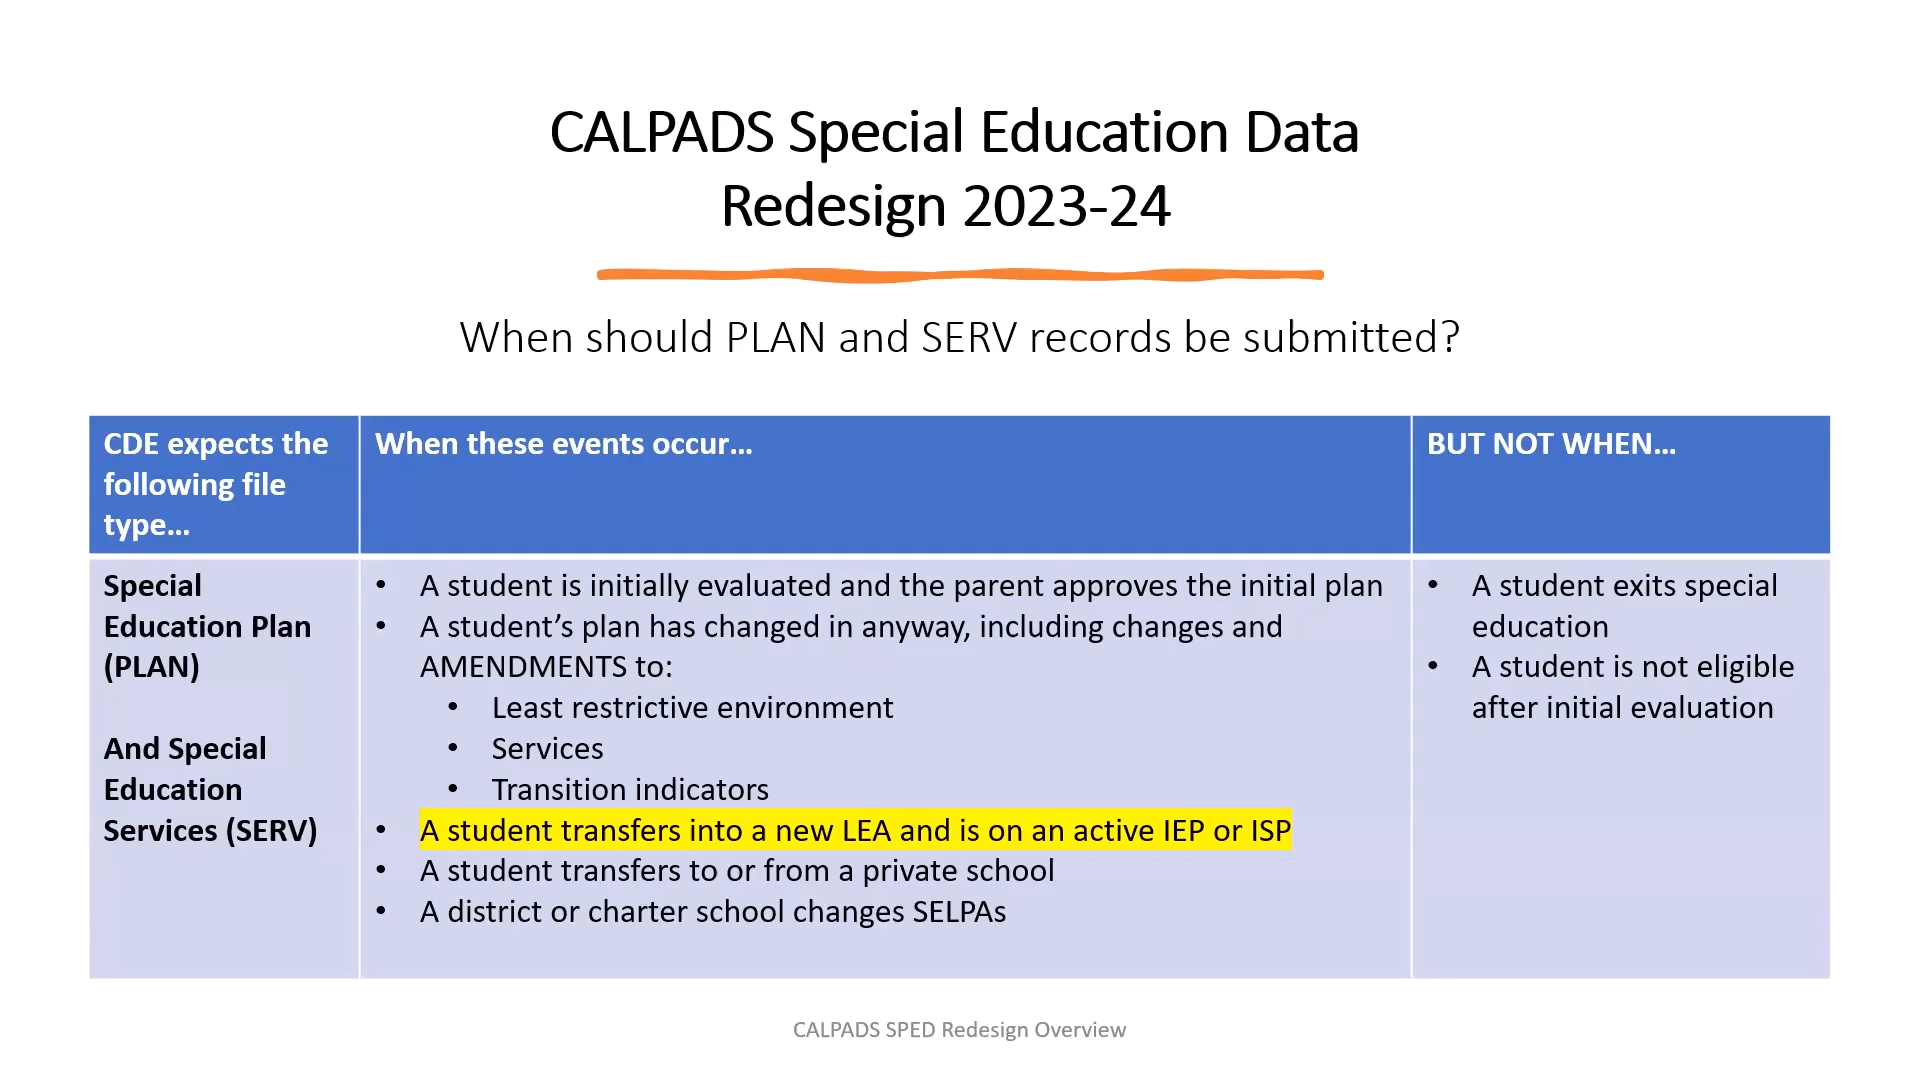 CALPADS Special Education Data
Redesign 2023-24
When should PLAN and SERV records be submitted?
CDE expects the
following file
type…
When these events occur…
BUT NOT WHEN…
Special
Education Plan
(PLAN)
And Special
Education
Services (SERV)
• A student is initially evaluated and the parent approves the initial plan
• A student’s plan has changed in anyway, including changes and
AMENDMENTS to:
• Least restrictive environment
• Services
• Transition indicators
• A student transfers into a new LEA and is on an active IEP or ISP
• A student transfers to or from a private school
• A district or charter school changes SELPAs
• A student exits special
education
• A student is not eligible
after initial evaluation
CALPADS SPED Redesign Overview